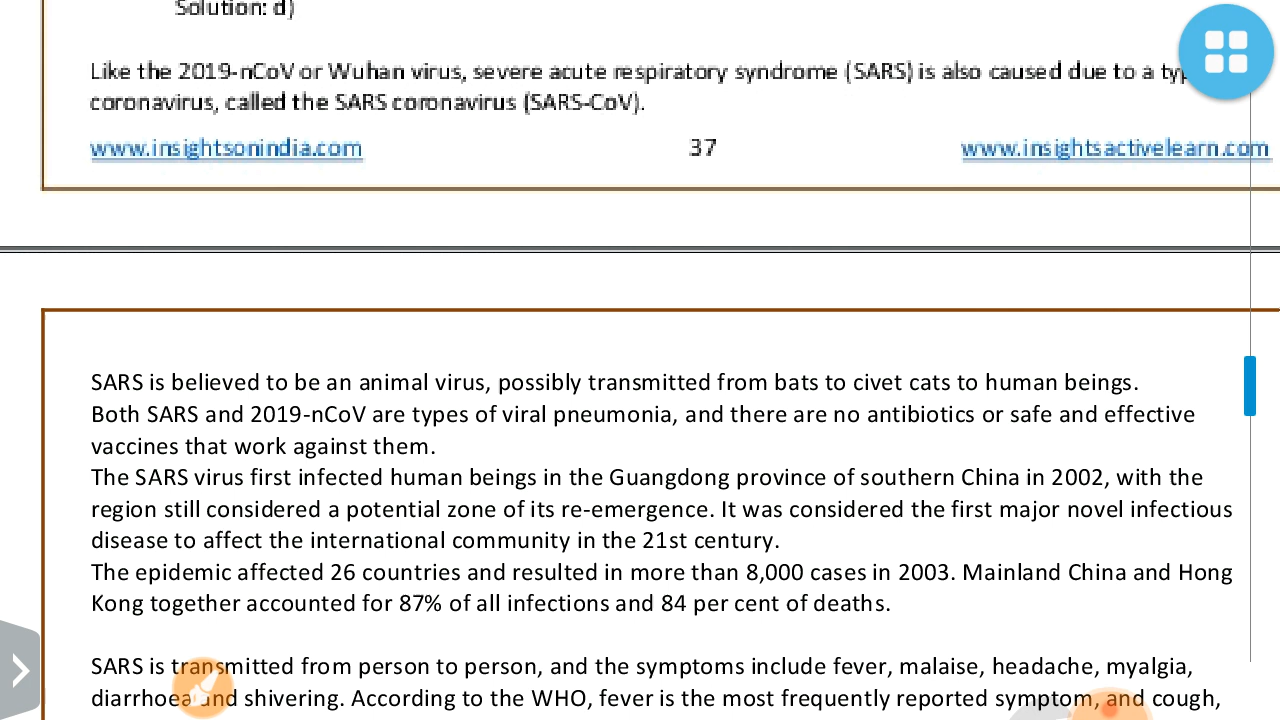 Solution: d)
Like the 2019-nCoV or Wuhan virus, severe acute respiratory syndrome (SARS) is also caused due to a
coronavirus, called the SARS coronavirus (SARS-CoV).
www.insightsonindia.com 37 www.insightsactivelearn.com
SARS is believed to be an animal virus, possibly transmitted from bats to civet cats to human beings.
Both SARS and 2019-nCoV are types of viral pneumonia, and there are no antibiotics or safe and effective
vaccines that work against them.
The SARS virus first infected human beings in the Guangdong province of southern China in 2002, with the
region still considered a potential zone of its re-emergence. It was considered the first major novel infectious
disease to affect the international community in the 21st century.
The epidemic affected 26 countries and resulted in more than 8,000 cases in 2003. Mainland China and Hong
Kong together accounted for 87% of all infections and 84 per cent of deaths.
SARS is transmitted from person to person, and the symptoms include fever, malaise, headache, myalgia,
diarrhoea and shivering. According to the WHO, fever is the most frequently reported symptom, and cough,